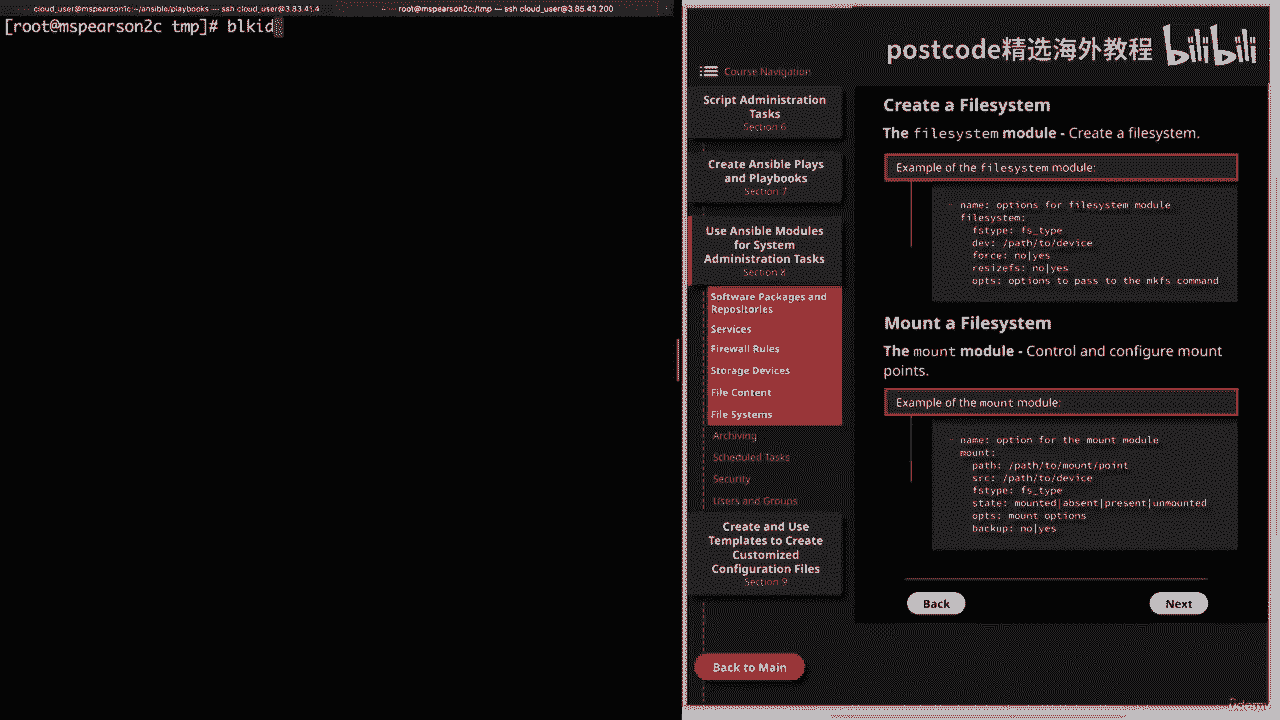 cloud_user@mspearson1c:~/ansible/playbooks — ssh cloud_user@3.83.41.4
root@mspearson2c:/tmp — ssh cloud_user@3.86.43.200
[root@mspearson2c tmp]# blkid
postcode精选海外教程 bilibili
Course Navigation
Script Administration
Tasks
Section 6
Create Ansible Plays
and Playbooks
Section 7
Use Ansible Modules
for System
Administration Tasks
Section 8
Software Packages and
Repositories
Services
Firewall Rules
Storage Devices
File Content
File Systems
Archiving
Scheduled Tasks
Security
Users and Groups
Create and Use
Templates to Create
Customized
Configuration Files
Section 9
Back to Main
Create a Filesystem
The filesystem module - Create a filesystem.
Example of the filesystem module:
name: options for filesystem module
filesystem:
fstype: fs_type
dev: /path/to/device
force: no|yes
resizefs: no|yes
opts: options to pass to the mkfs command
Mount a Filesystem
The mount module - Control and configure mount
points.
Example of the mount module:
name: option for the mount module
mount:
path: /path/to/mount/point
src: /path/to/device
fstype: fs_type
state: mounted|absent|present|unmounted
opts: mount options
backup: no|yes
Back
Next
Udemy